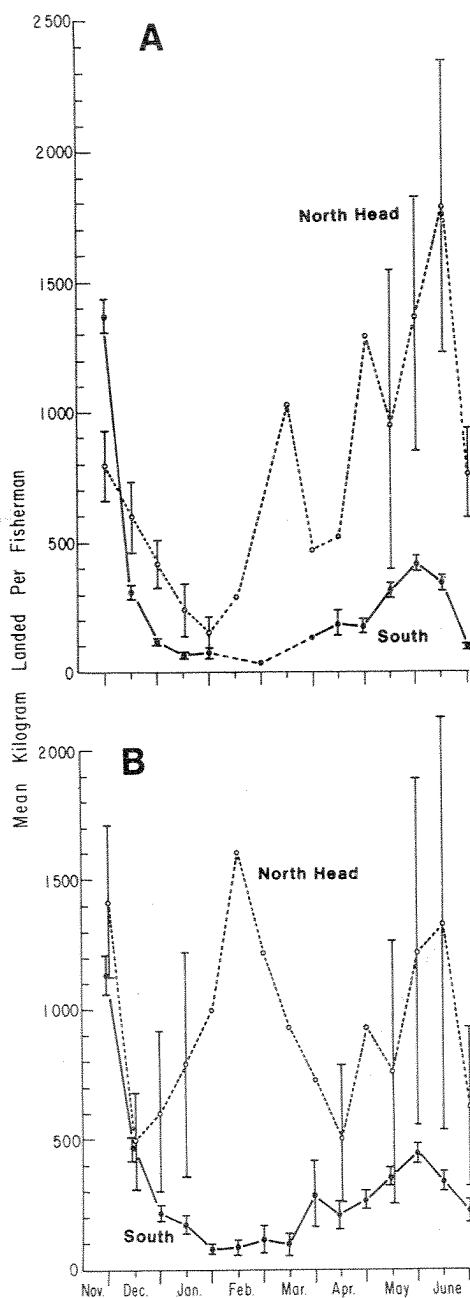 2500
A
2000
North Head
1500
1000
500
South
0
Mean Kilogram Landed Per Fisherman
2000
B
North Head
1500
1000
500
South
0
Nov. Dec. Jan. Feb. Mar. Apr. May June